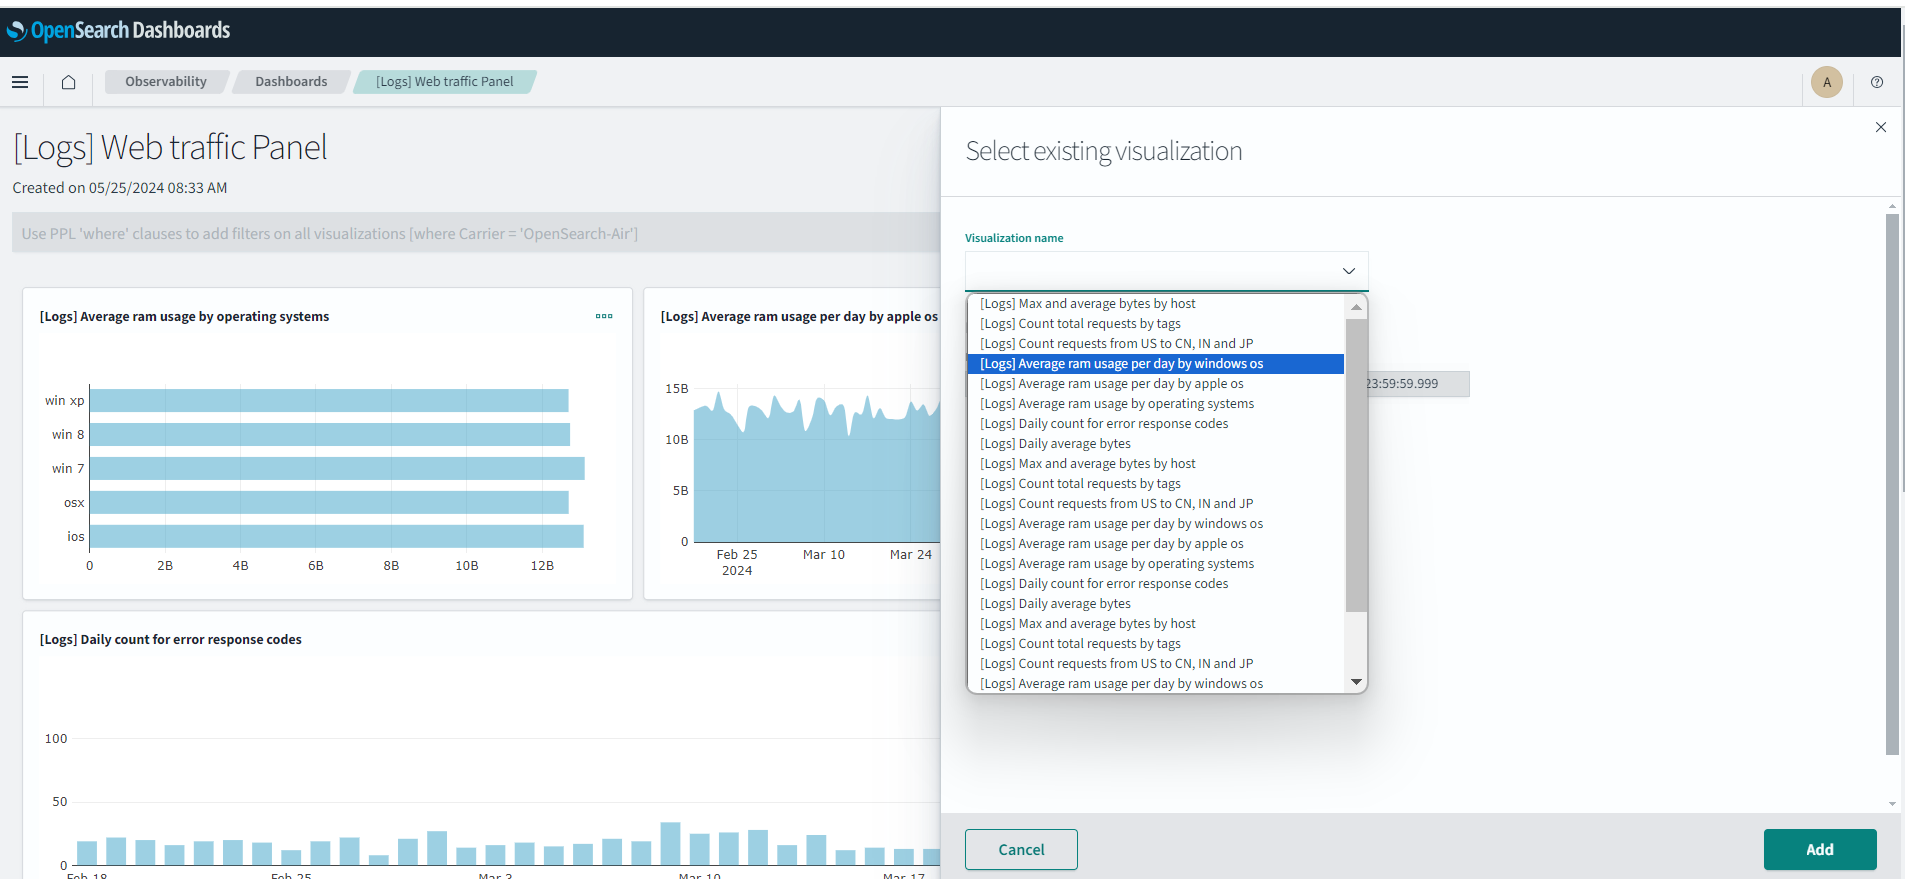 OpenSearch Dashboards
Observability
Dashboards
[Logs] Web traffic Panel
A
[Logs] Web traffic Panel
Created on 05/25/2024 08:33 AM
Use PPL 'where' clauses to add filters on all visualizations [where Carrier = 'OpenSearch-Air']
[Logs] Average ram usage by operating systems
win xp
win 8
win 7
osx
ios
0 2B 4B 6B 8B 10B 12B
[Logs] Average ram usage per day by apple os
15B
10B
5B
0
Feb 25 Mar 10 Mar 24
2024
[Logs] Daily count for error response codes
100
50
0
Feb 18 Feb 25 Mar 3 Mar 10 Mar 17
Select existing visualization
Visualization name
[Logs] Max and average bytes by host
[Logs] Count total requests by tags
[Logs] Count requests from US to CN, IN and JP
[Logs] Average ram usage per day by windows os
[Logs] Average ram usage per day by apple os
[Logs] Average ram usage by operating systems
[Logs] Daily count for error response codes
[Logs] Daily average bytes
[Logs] Max and average bytes by host
[Logs] Count total requests by tags
[Logs] Count requests from US to CN, IN and JP
[Logs] Average ram usage per day by windows os
[Logs] Average ram usage per day by apple os
[Logs] Average ram usage by operating systems
[Logs] Daily count for error response codes
[Logs] Daily average bytes
[Logs] Max and average bytes by host
[Logs] Count total requests by tags
[Logs] Count requests from US to CN, IN and JP
[Logs] Average ram usage per day by windows os
23:59:59.999
Cancel
Add